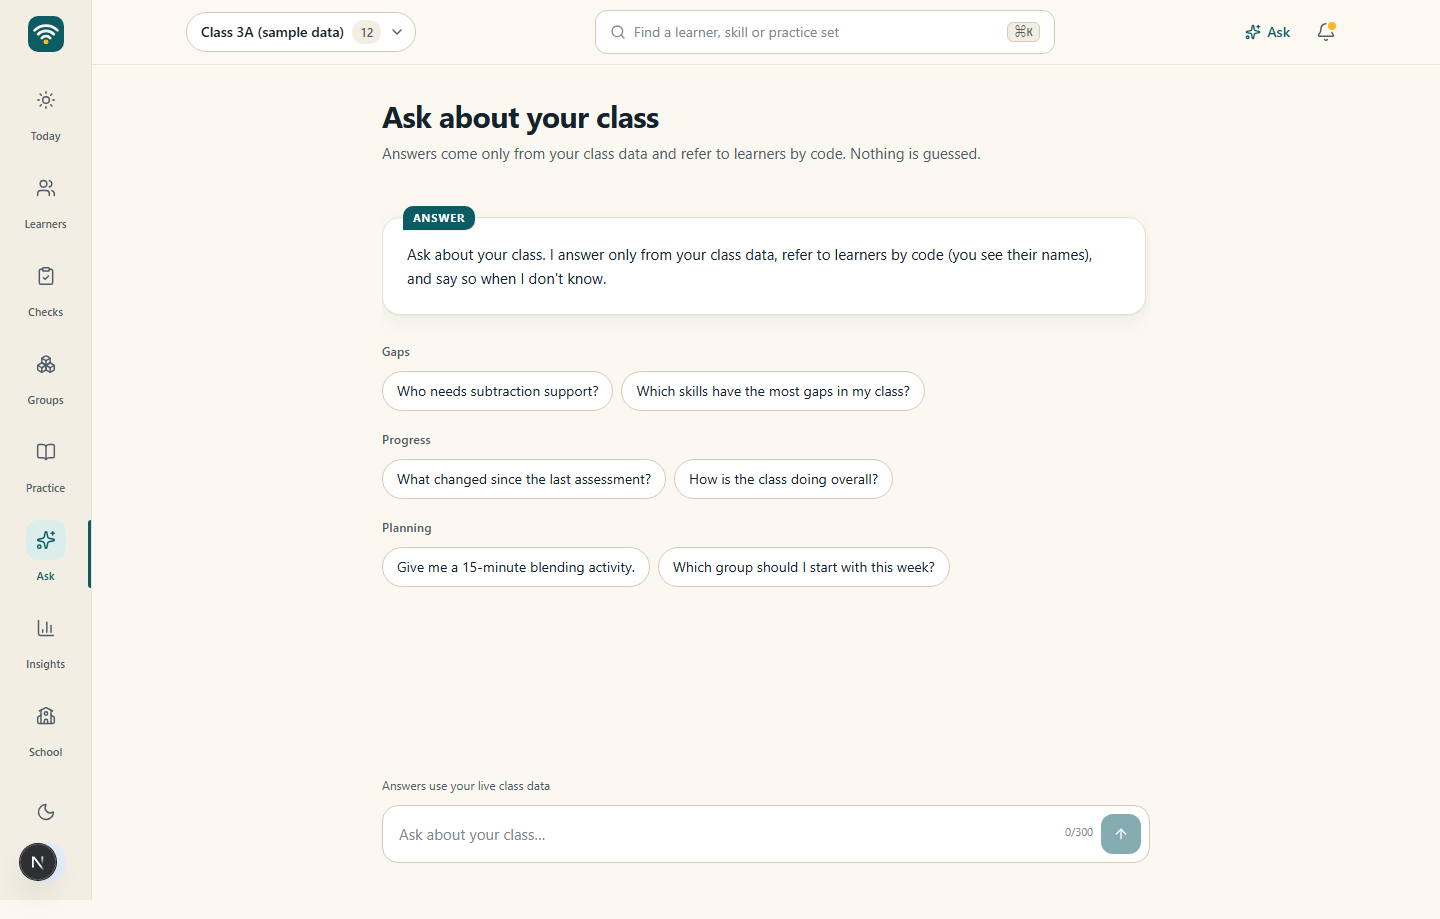 Class 3A (sample data) 12
Find a learner, skill or practice set
⌘K
Ask
Today
Learners
Checks
Groups
Practice
Ask
Insights
School
N
Ask about your class
Answers come only from your class data and refer to learners by code. Nothing is guessed.
ANSWER
Ask about your class. I answer only from your class data, refer to learners by code (you see their names),
and say so when I don't know.
Gaps
Who needs subtraction support?
Which skills have the most gaps in my class?
Progress
What changed since the last assessment?
How is the class doing overall?
Planning
Give me a 15-minute blending activity.
Which group should I start with this week?
Answers use your live class data
Ask about your class...
0/300